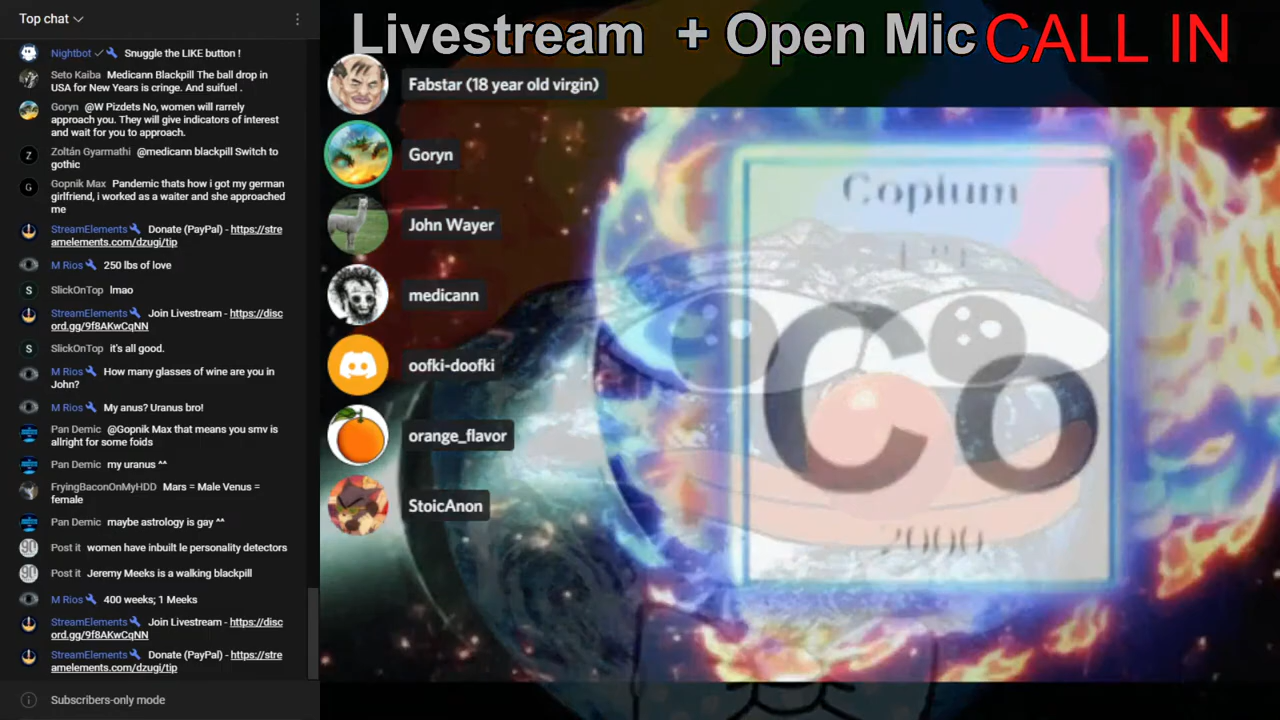 Top chat
Nightbot Snuggle the LIKE button !
Seto Kaiba Medicann Blackpill The ball drop in
USA for New Years is cringe. And suifuel .
Goryn @W Pizdets No, women will rarrely
approach you. They will give indicators of interest
and wait for you to approach.
Z
Zoltán Gyarmathi @medicann blackpill Switch to
gothic
G
Gopnik Max Pandemic thats how i got my german
girlfriend, i worked as a waiter and she approached
me
StreamElements Donate (PayPal) - https://stre
amelements.com/dzugi/tip
M Rios 250 lbs of love
S SlickOnTop lmao
StreamElements Join Livestream - https://disc
ord.gg/9f8AKwCqNN
S SlickOnTop it's all good.
M Rios How many glasses of wine are you in
John?
M Rios My anus? Uranus bro!
Pan Demic @Gopnik Max that means you smv is
allright for some foids
Pan Demic my uranus ^^
FryingBaconOnMyHDD Mars = Male Venus =
female
Pan Demic maybe astrology is gay ^^
90 Post it women have inbuilt le personality detectors
90 Post it Jeremy Meeks is a walking blackpill
M Rios 400 weeks; 1 Meeks
StreamElements Join Livestream - https://disc
ord.gg/9f8AKwCqNN
StreamElements Donate (PayPal) - https://stre
amelements.com/dzugi/tip
Subscribers-only mode
Livestream + Open Mic CALL IN
Fabstar (18 year old virgin)
Goryn
John Wayer
medicann
oofki-doofki
orange_flavor
StoicAnon
Copium
Co